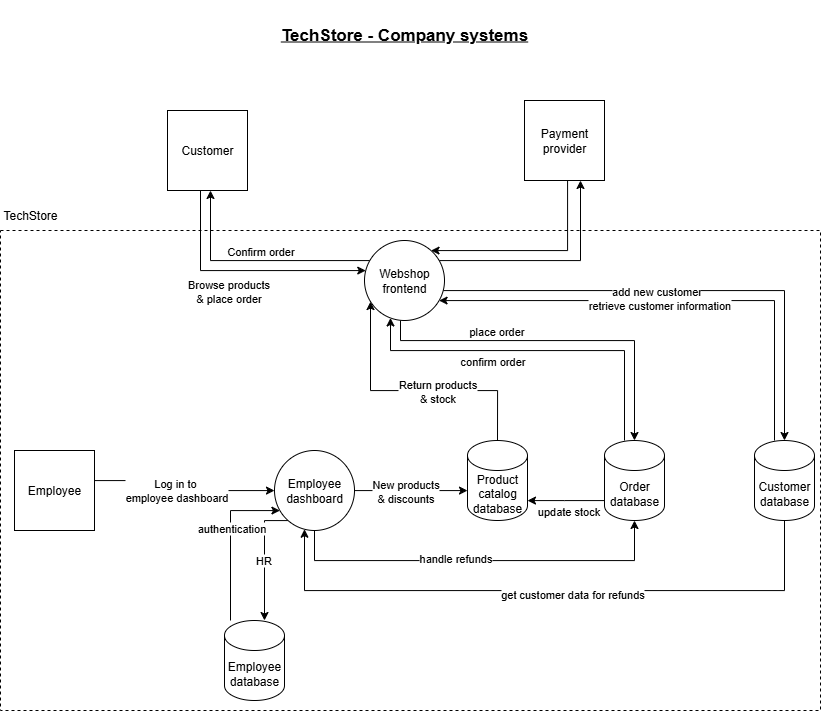 TechStore - Company systems
Customer
Payment
provider
TechStore
Confirm order
Browse products
& place order
Webshop
frontend
add new customer
retrieve customer information
place order
confirm order
Return products
& stock
Employee
Log in to
employee dashboard
Employee
dashboard
New products
& discounts
Product
catalog
database
update stock
Order
database
Customer
database
authentication
HR
handle refunds
get customer data for refunds
Employee
database